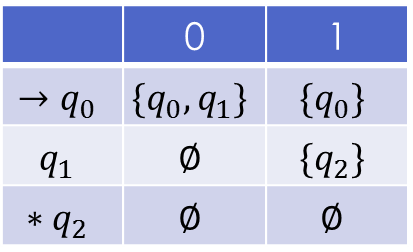 0 1
→ q₀ {q₀, q₁} {q₀}
q₁ ∅ {q₂}
* q₂ ∅ ∅